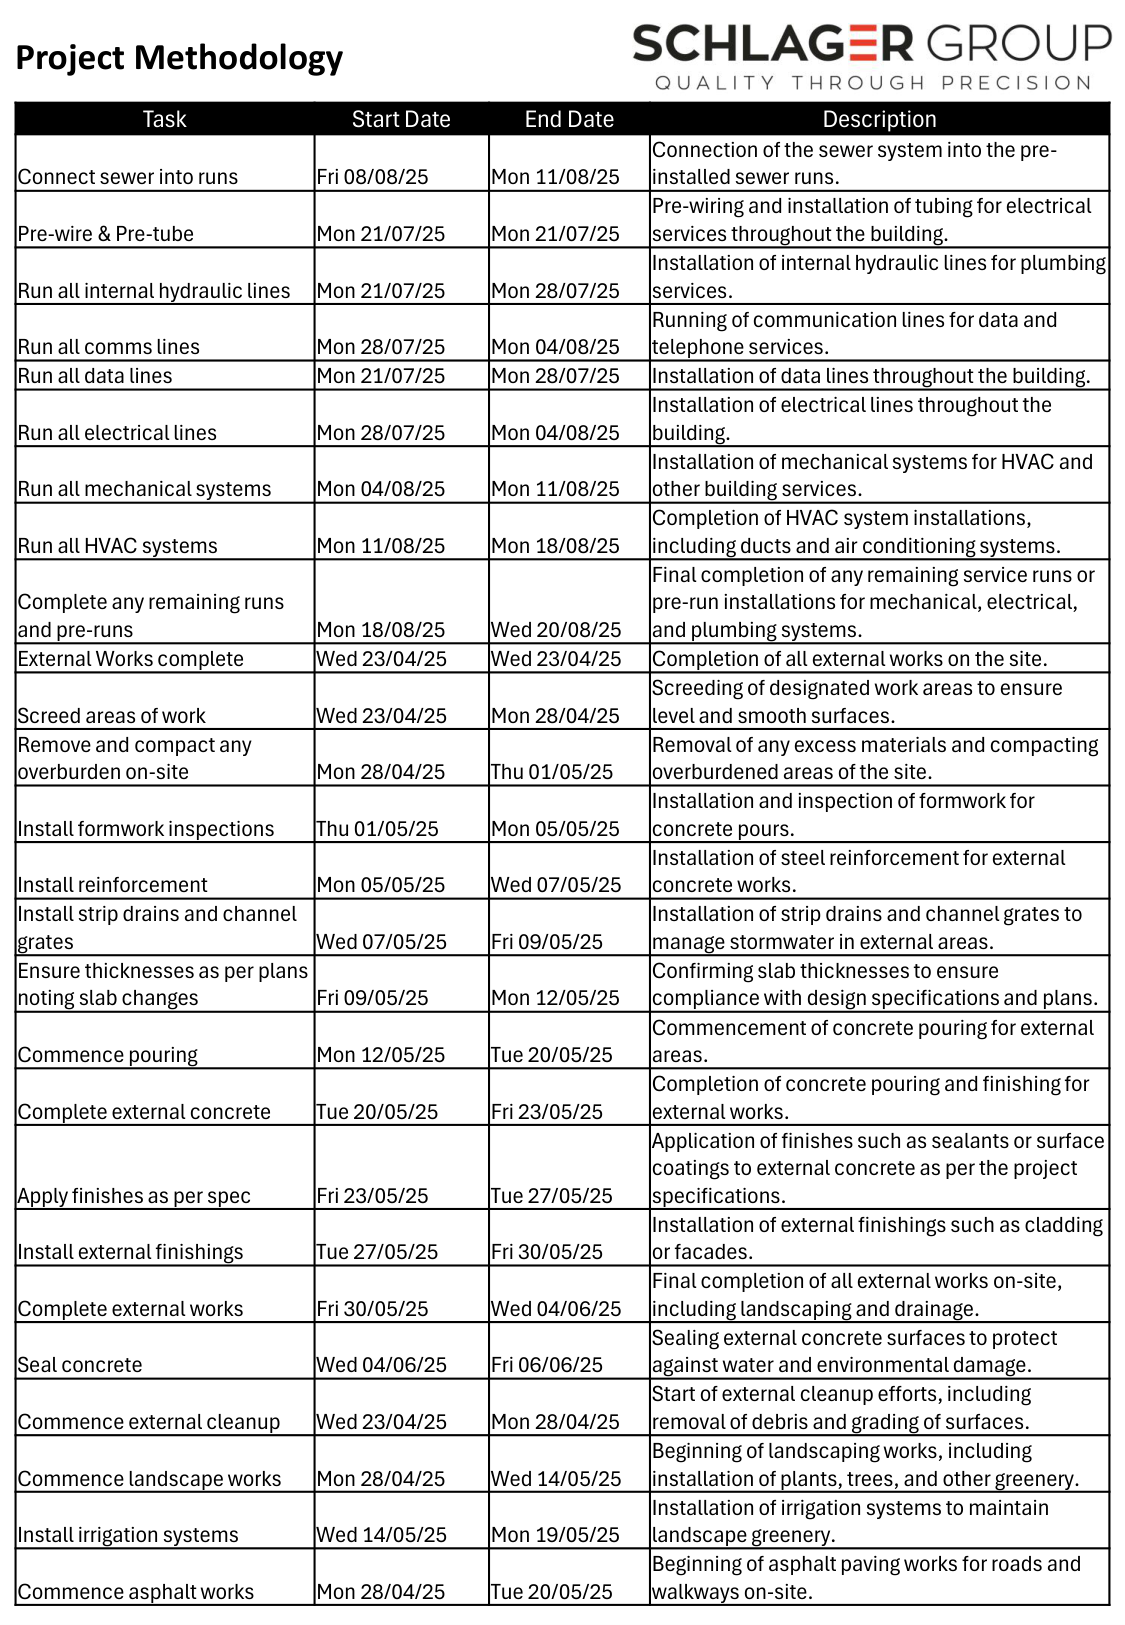 Project Methodology
SCHLAGER GROUP
QUALITY THROUGH PRECISION
Task Start Date End Date Description
Connect sewer into runs Fri 08/08/25 Mon 11/08/25 Connection of the sewer system into the pre-
installed sewer runs.
Pre-wire & Pre-tube Mon 21/07/25 Mon 21/07/25 Pre-wiring and installation of tubing for electrical
services throughout the building.
Run all internal hydraulic lines Mon 21/07/25 Mon 28/07/25 Installation of internal hydraulic lines for plumbing
services.
Run all comms lines Mon 28/07/25 Mon 04/08/25 Running of communication lines for data and
telephone services.
Run all data lines Mon 21/07/25 Mon 28/07/25 Installation of data lines throughout the building.
Run all electrical lines Mon 28/07/25 Mon 04/08/25 Installation of electrical lines throughout the
building.
Run all mechanical systems Mon 04/08/25 Mon 11/08/25 Installation of mechanical systems for HVAC and
other building services.
Run all HVAC systems Mon 11/08/25 Mon 18/08/25 Completion of HVAC system installations,
including ducts and air conditioning systems.
Complete any remaining runs
and pre-runs Mon 18/08/25 Wed 20/08/25 Final completion of any remaining service runs or
pre-run installations for mechanical, electrical,
and plumbing systems.
External Works complete Wed 23/04/25 Wed 23/04/25 Completion of all external works on the site.
Screed areas of work Wed 23/04/25 Mon 28/04/25 Screeding of designated work areas to ensure
level and smooth surfaces.
Remove and compact any
overburden on-site Mon 28/04/25 Thu 01/05/25 Removal of any excess materials and compacting
overburdened areas of the site.
Install formwork inspections Thu 01/05/25 Mon 05/05/25 Installation and inspection of formwork for
concrete pours.
Install reinforcement Mon 05/05/25 Wed 07/05/25 Installation of steel reinforcement for external
concrete works.
Install strip drains and channel
grates Wed 07/05/25 Fri 09/05/25 Installation of strip drains and channel grates to
manage stormwater in external areas.
Ensure thicknesses as per plans
noting slab changes Fri 09/05/25 Mon 12/05/25 Confirming slab thicknesses to ensure
compliance with design specifications and plans.
Commence pouring Mon 12/05/25 Tue 20/05/25 Commencement of concrete pouring for external
areas.
Complete external concrete Tue 20/05/25 Fri 23/05/25 Completion of concrete pouring and finishing for
external works.
Apply finishes as per spec Fri 23/05/25 Tue 27/05/25 Application of finishes such as sealants or surface
coatings to external concrete as per the project
specifications.
Install external finishings Tue 27/05/25 Fri 30/05/25 Installation of external finishings such as cladding
or facades.
Complete external works Fri 30/05/25 Wed 04/06/25 Final completion of all external works on-site,
including landscaping and drainage.
Seal concrete Wed 04/06/25 Fri 06/06/25 Sealing external concrete surfaces to protect
against water and environmental damage.
Commence external cleanup Wed 23/04/25 Mon 28/04/25 Start of external cleanup efforts, including
removal of debris and grading of surfaces.
Commence landscape works Mon 28/04/25 Wed 14/05/25 Beginning of landscaping works, including
installation of plants, trees, and other greenery.
Install irrigation systems Wed 14/05/25 Mon 19/05/25 Installation of irrigation systems to maintain
landscape greenery.
Commence asphalt works Mon 28/04/25 Tue 20/05/25 Beginning of asphalt paving works for roads and
walkways on-site.